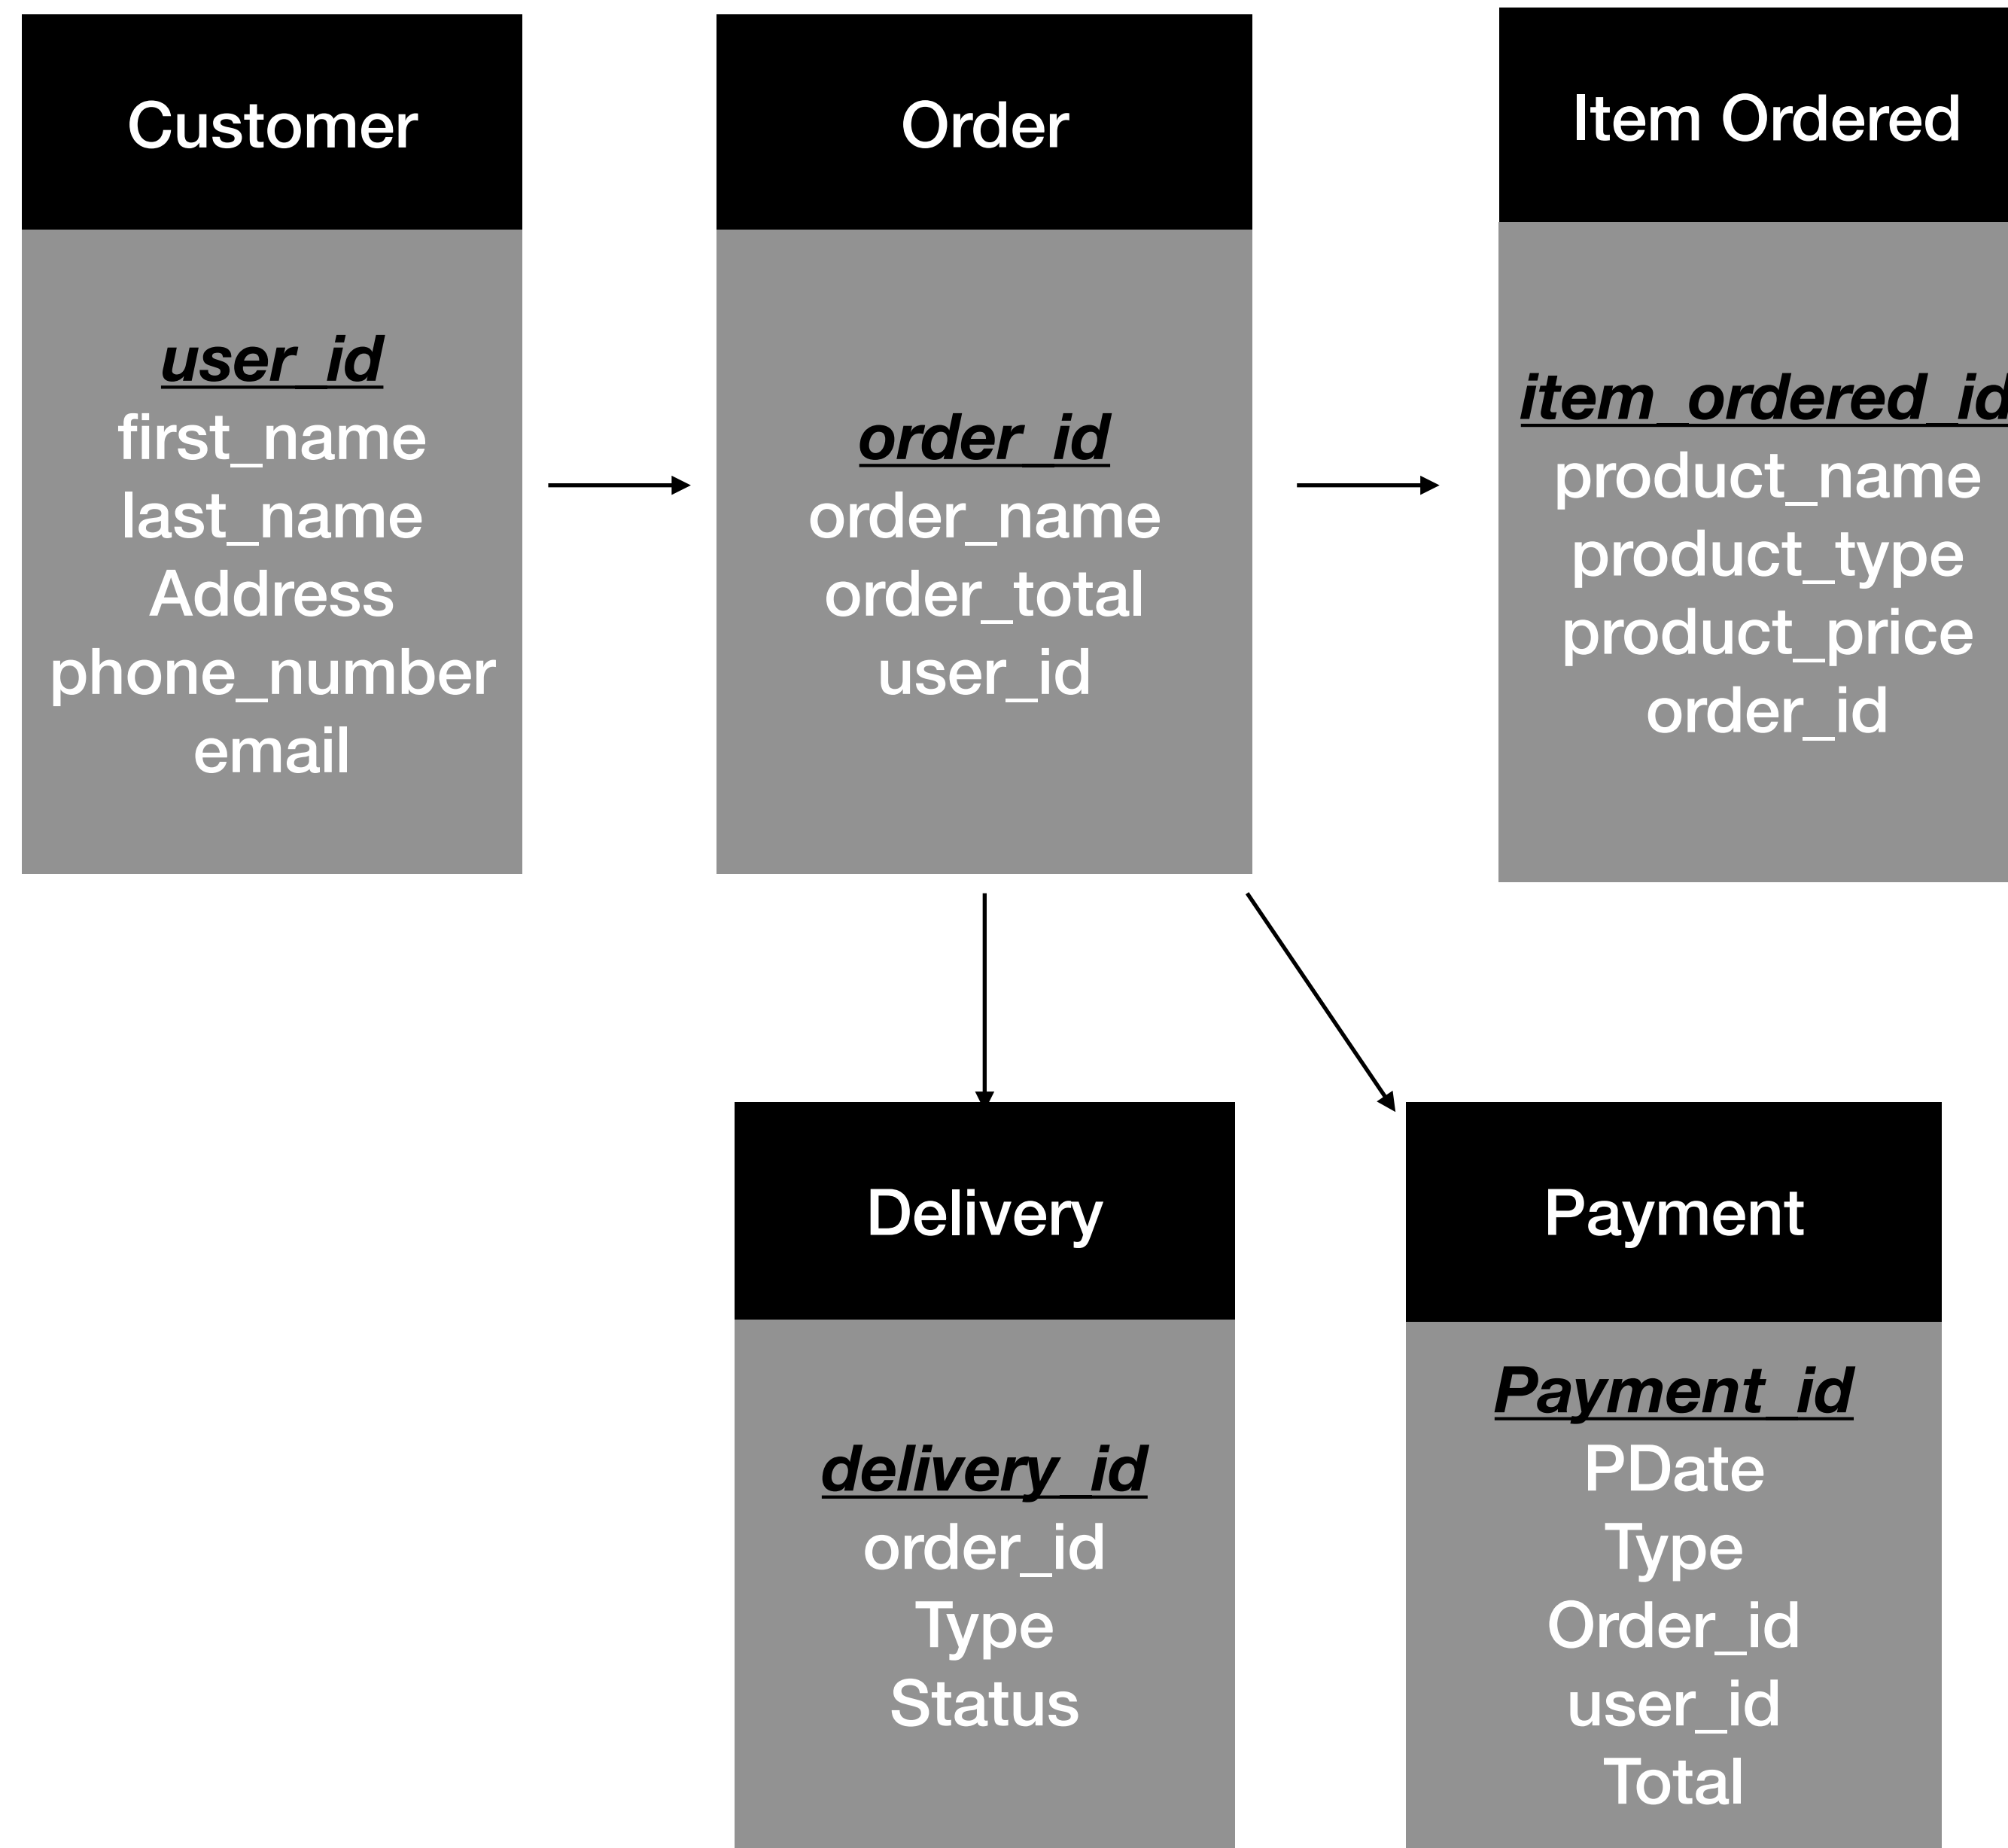 Customer
user_id
first_name
last_name
Address
phone_number
email
Order
order_id
order_name
order_total
user_id
Item Ordered
item_ordered_id
product_name
product_type
product_price
order_id
Delivery
delivery_id
order_id
Type
Status
Payment
Payment_id
PDate
Type
Order_id
user_id
Total